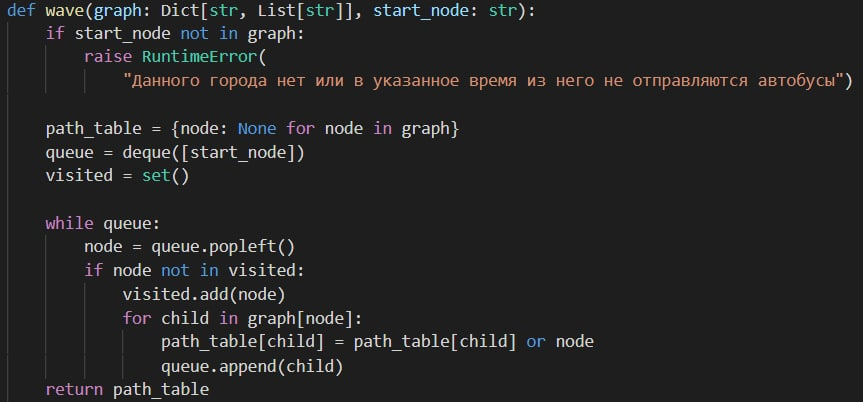 def wave(graph: Dict[str, List[str]], start_node: str):
    if start_node not in graph:
        raise RuntimeError(
            "Данного города нет или в указанное время из него не отправляются автобусы")

    path_table = {node: None for node in graph}
    queue = deque([start_node])
    visited = set()

    while queue:
        node = queue.popleft()
        if node not in visited:
            visited.add(node)
            for child in graph[node]:
                path_table[child] = path_table[child] or node
                queue.append(child)
    return path_table